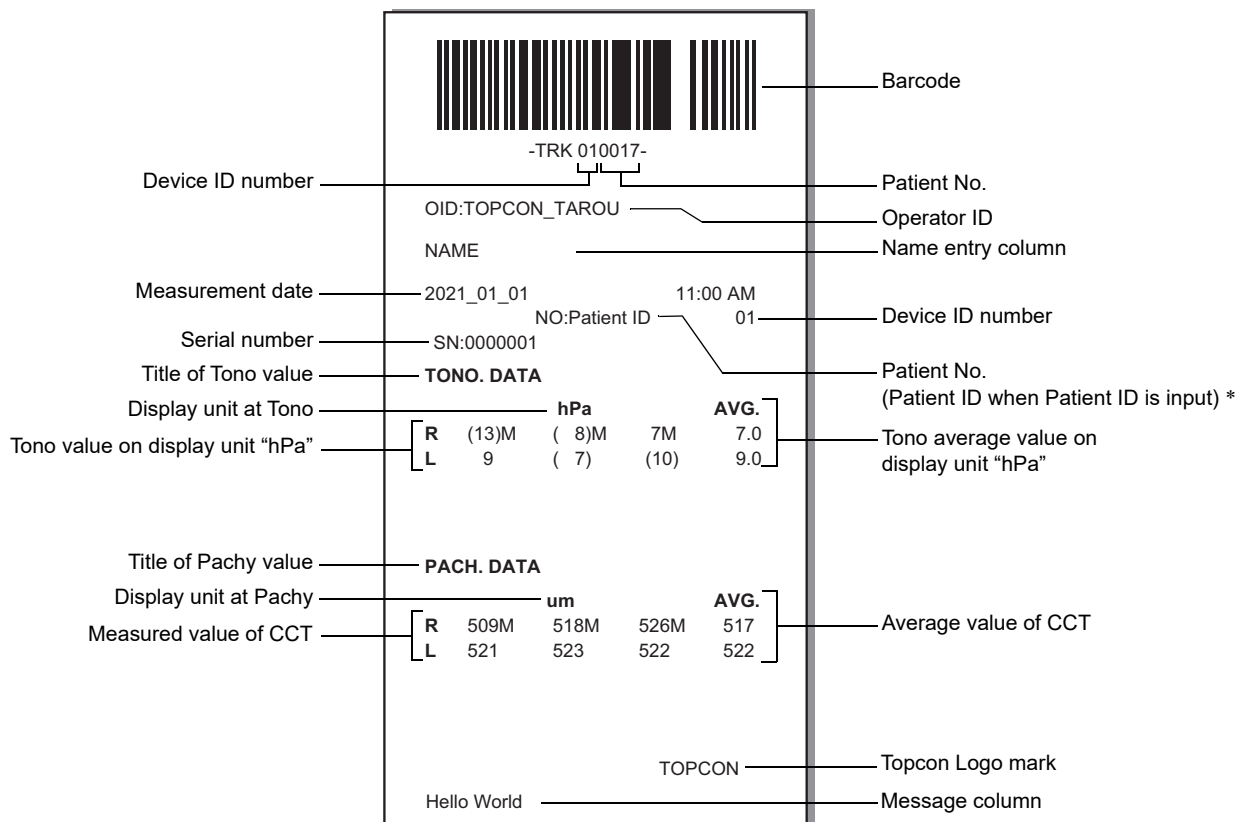 Barcode
-TRK 010017-
Device ID number
Patient No.
OID:TOPCON_TAROU
Operator ID
NAME
Name entry column
Measurement date
2021_01_01 11:00 AM
NO:Patient ID 01
Device ID number
Serial number
SN:0000001
Title of Tono value
TONO. DATA
Patient No.
(Patient ID when Patient ID is input) *
Display unit at Tono
hPa AVG.
Tono value on display unit “hPa”
R (13)M ( 8)M 7M 7.0
L 9 ( 7) (10) 9.0
Tono average value on
display unit “hPa”
Title of Pachy value
PACH. DATA
Display unit at Pachy
um AVG.
Measured value of CCT
R 509M 518M 526M 517
L 521 523 522 522
Average value of CCT
TOPCON
Topcon Logo mark
Hello World
Message column